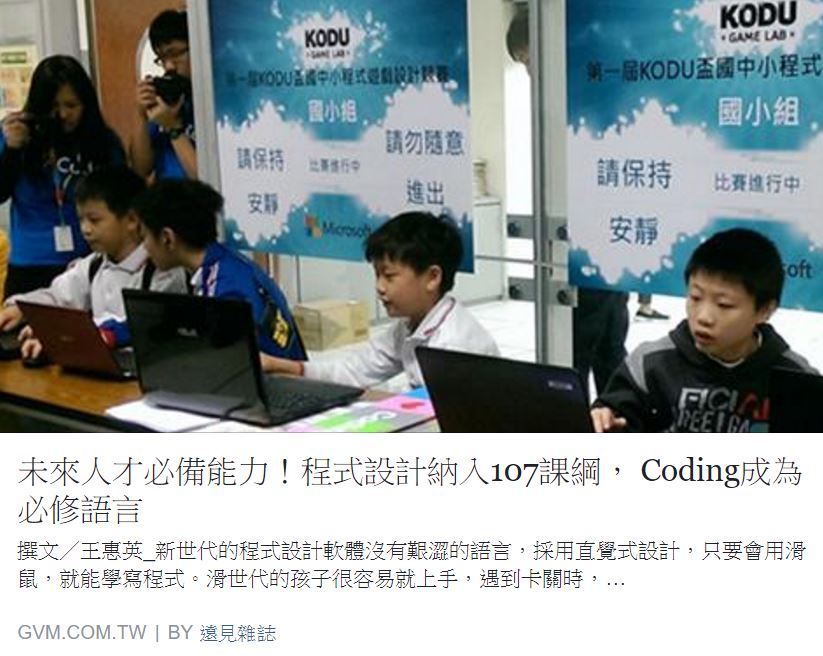 KODU
GAME LAB
第一屆KODU盃國中小程式遊戲設計競賽
國小組
請保持
安靜
比賽進行中
請勿隨意
進出
Microsoft
KODU
GAME LAB
第一屆KODU盃國中小程式
國小組
請保持
安靜
比賽進行中
soft
未來人才必備能力！程式設計納入107課綱， Coding成為
必修語言
撰文／王惠英_新世代的程式設計軟體沒有艱澀的語言，採用直覺式設計，只要會用滑
鼠，就能學寫程式。滑世代的孩子很容易就上手，遇到卡關時，...
GVM.COM.TW | BY 遠見雜誌